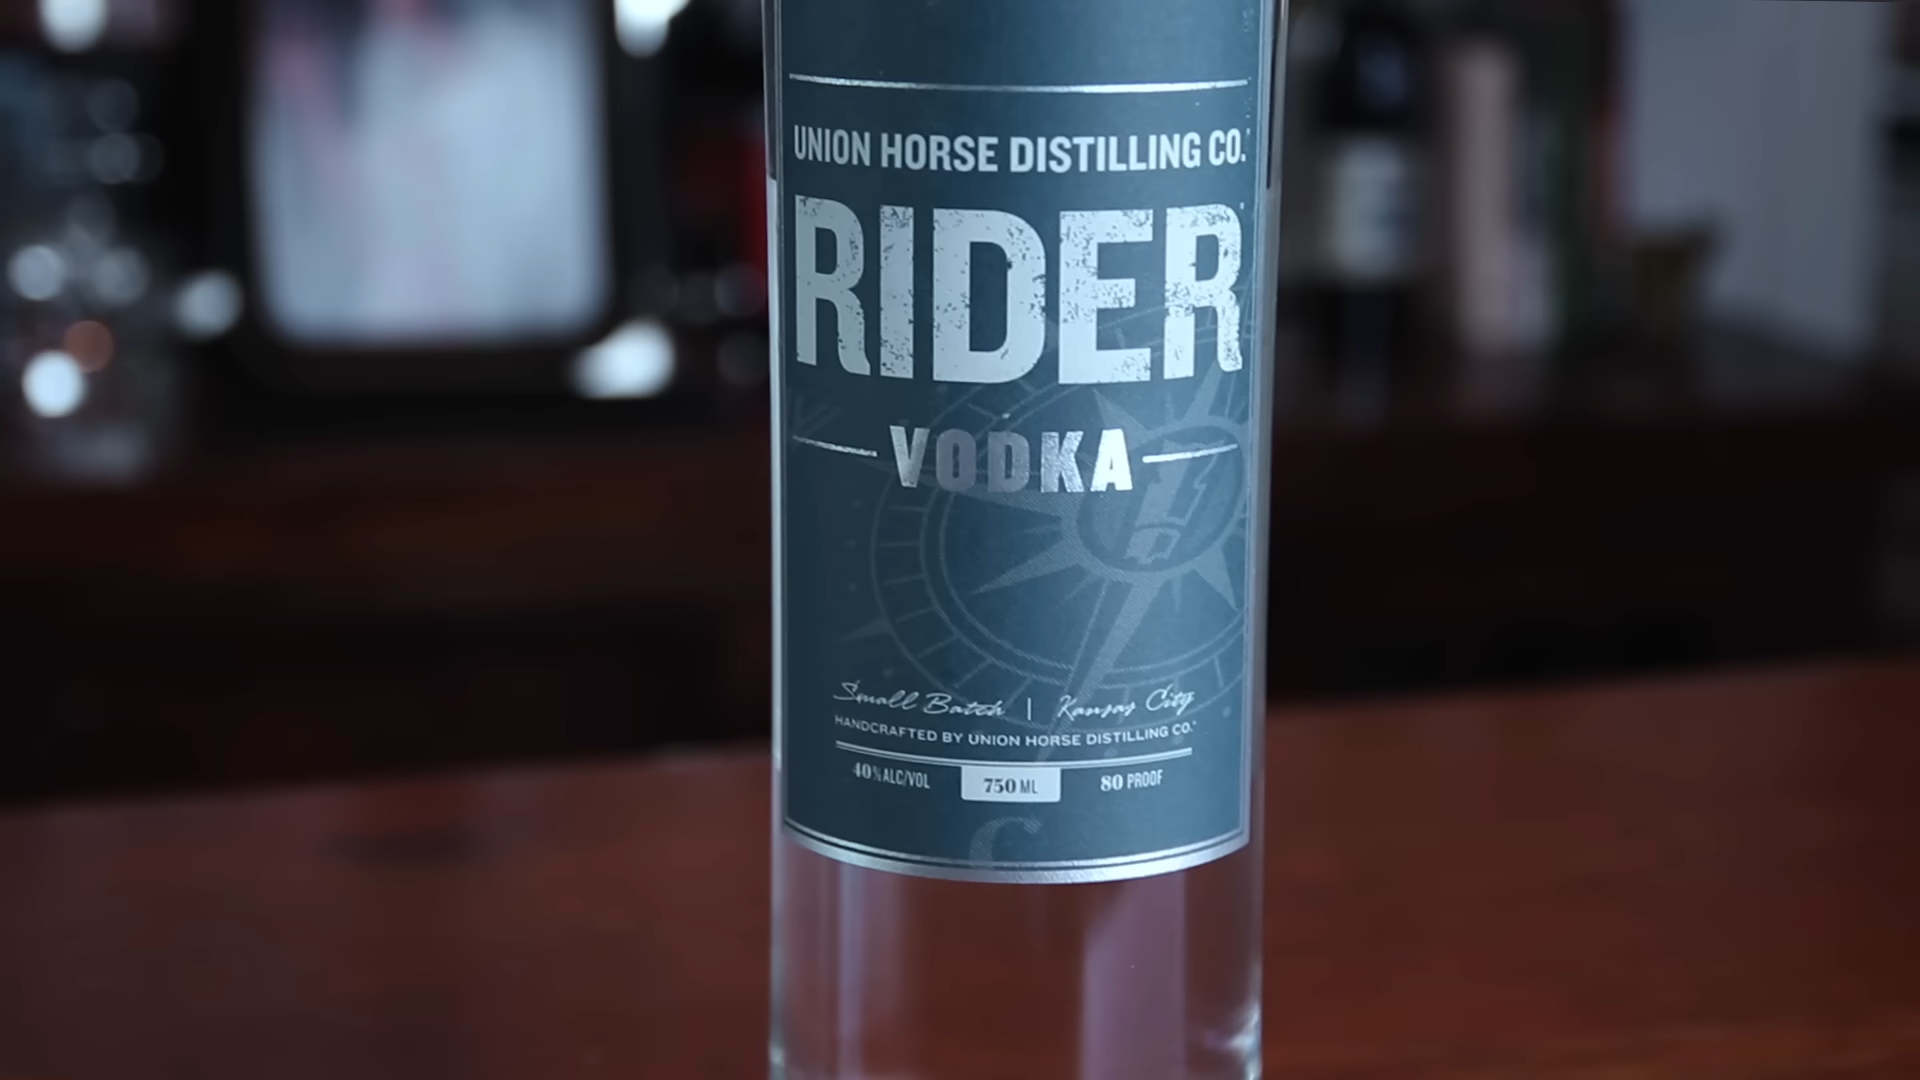 UNION HORSE DISTILLING CO.
RIDER
VODKA
Small Batch | Kansas City
HANDCRAFTED BY UNION HORSE DISTILLING CO.
40% ALC/VOL 750 ML 80 PROOF